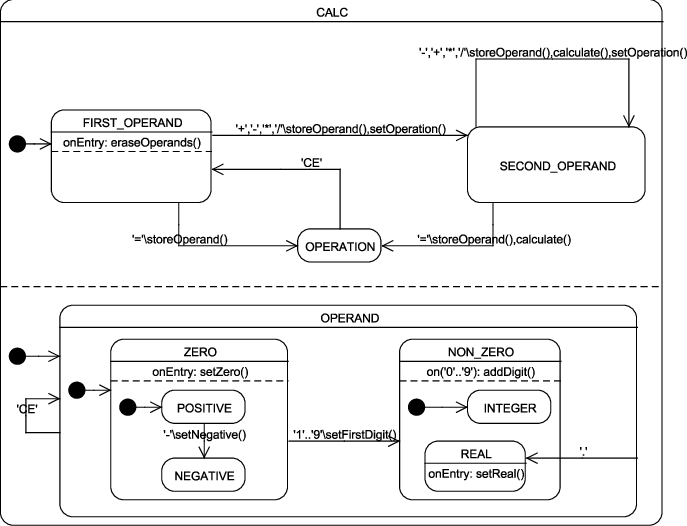 CALC
'-','+','*','/'\storeOperand(),calculate(),setOperation()
FIRST_OPERAND
onEntry: eraseOperands()
'+','-','*','/'\storeOperand(),setOperation()
SECOND_OPERAND
'CE'
'='\storeOperand()
OPERATION
'='\storeOperand(),calculate()
OPERAND
ZERO
onEntry: setZero()
NON_ZERO
on('0'..'9'): addDigit()
'CE'
POSITIVE
INTEGER
'-'\setNegative()
'1'..'9'\setFirstDigit()
REAL
onEntry: setReal()
'.'
NEGATIVE